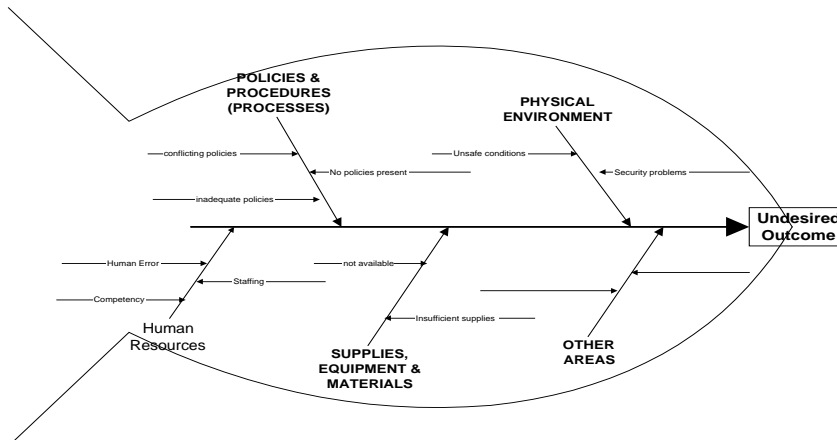 POLICIES &
PROCEDURES
(PROCESSES)
PHYSICAL
ENVIRONMENT
conflicting policies
No policies present
inadequate policies
Unsafe conditions
Security problems
Undesired
Outcome
Human Error
Staffing
Competency
Human
Resources
not available
Insufficient supplies
SUPPLIES,
EQUIPMENT &
MATERIALS
OTHER
AREAS